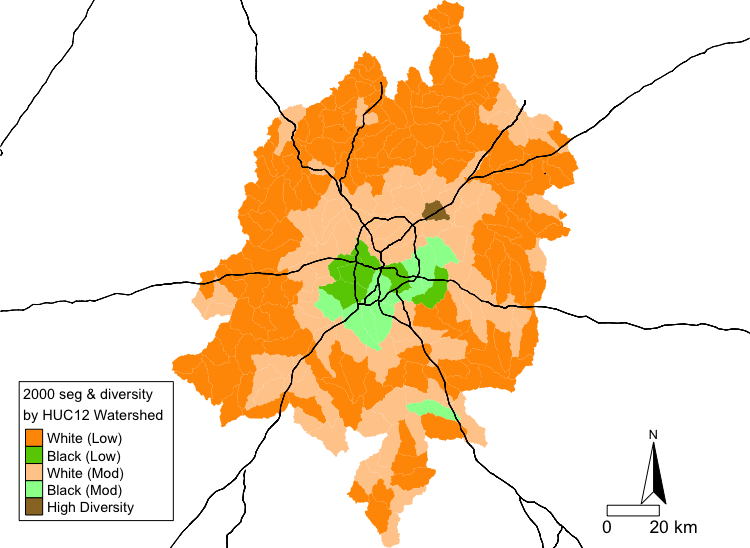 2000 seg & diversity
by HUC12 Watershed
White (Low)
Black (Low)
White (Mod)
Black (Mod)
High Diversity
N
0 20 km